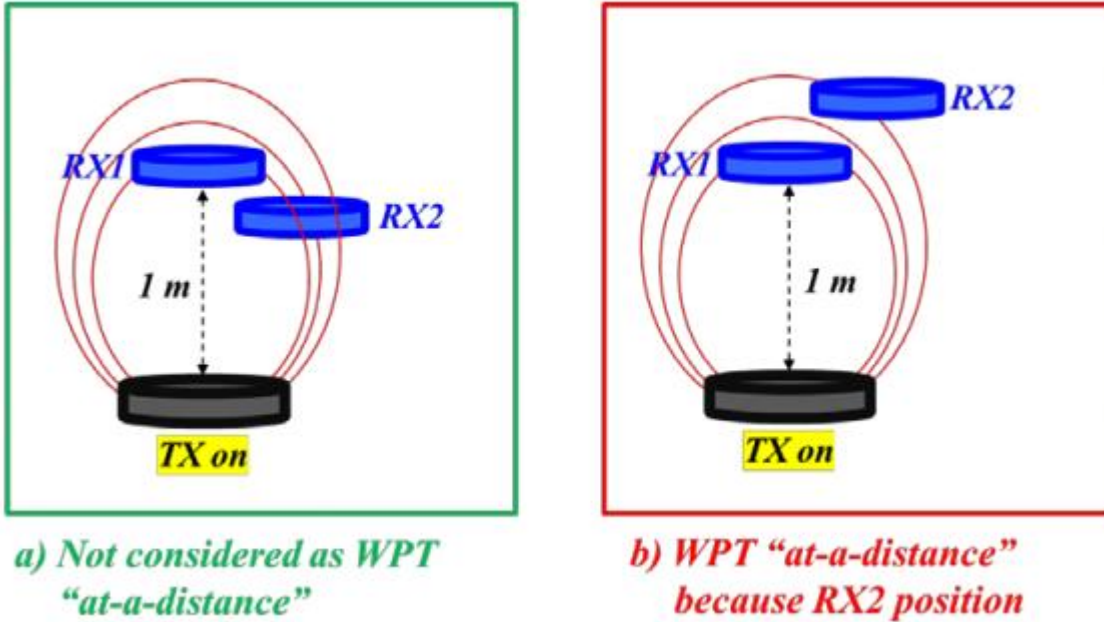 RX1
RX2
1 m
TX on
a) Not considered as WPT
“at-a-distance”
RX2
RX1
1 m
TX on
b) WPT “at-a-distance”
because RX2 position